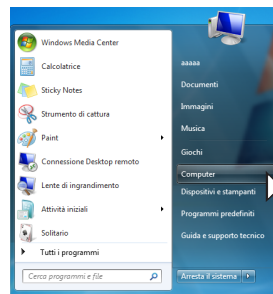 Windows Media Center
Calcolatrice
Sticky Notes
Strumento di cattura
Paint
Connessione Desktop remoto
Lente di ingrandimento
Attività iniziali
Solitario
Tutti i programmi
Cerca programmi e file
aaaaa
Documenti
Immagini
Musica
Giochi
Computer
Dispositivi e stampanti
Programmi predefiniti
Guida e supporto tecnico
Arresta il sistema